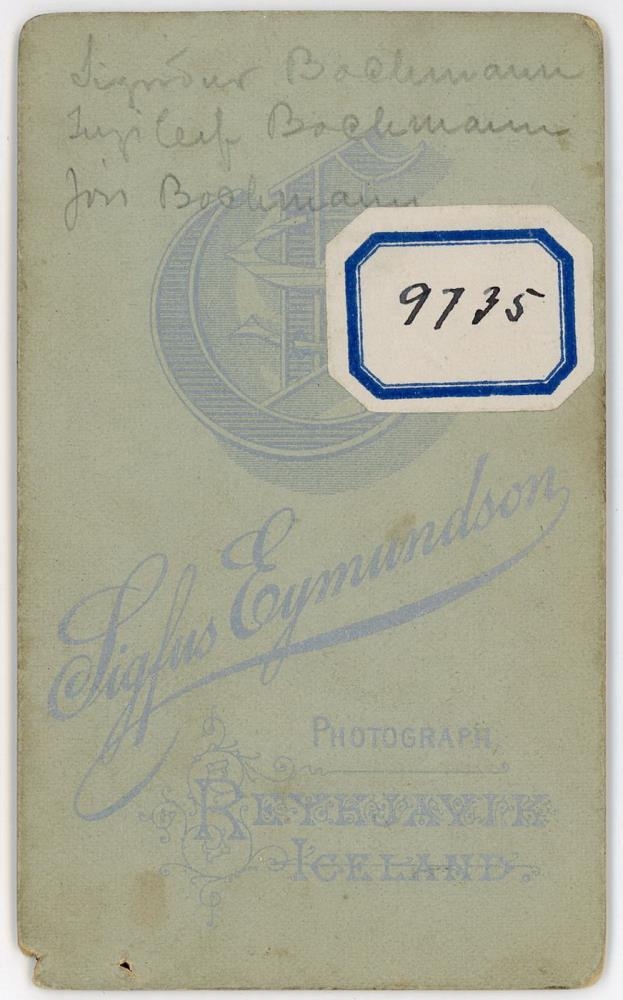 Sigríður Bachmann
Ingileif Bachmann
Jón Bachmann
9735
Sigfus Eymundson
PHOTOGRAPH,
REYKJAVIK
ICELAND.